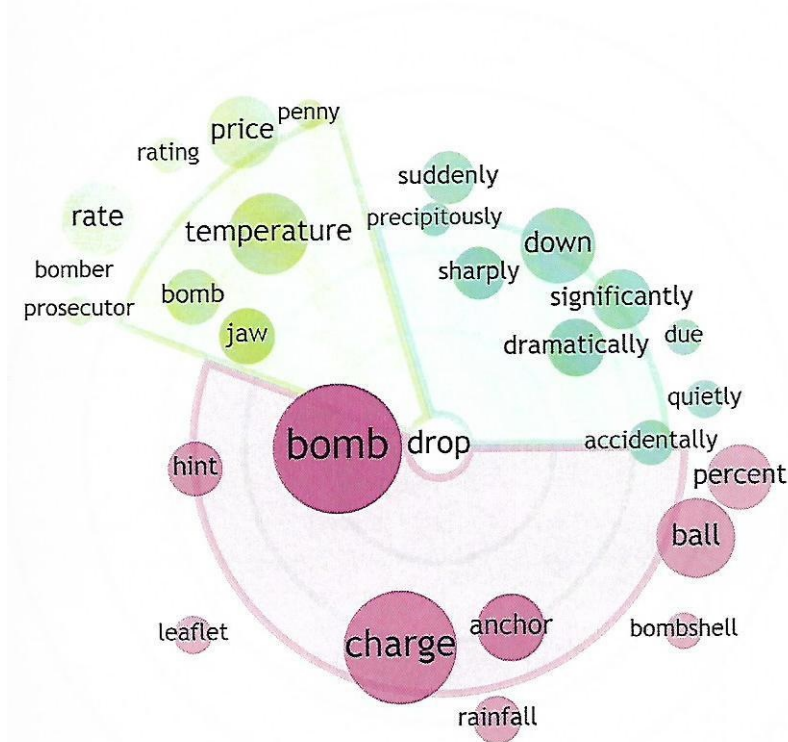 penny
price
rating
suddenly
precipitously
rate
temperature
down
sharply
bomber
bomb
significantly
prosecutor
jaw
dramatically
due
quietly
bomb
drop
accidentally
hint
percent
ball
leaflet
charge
anchor
bombshell
rainfall